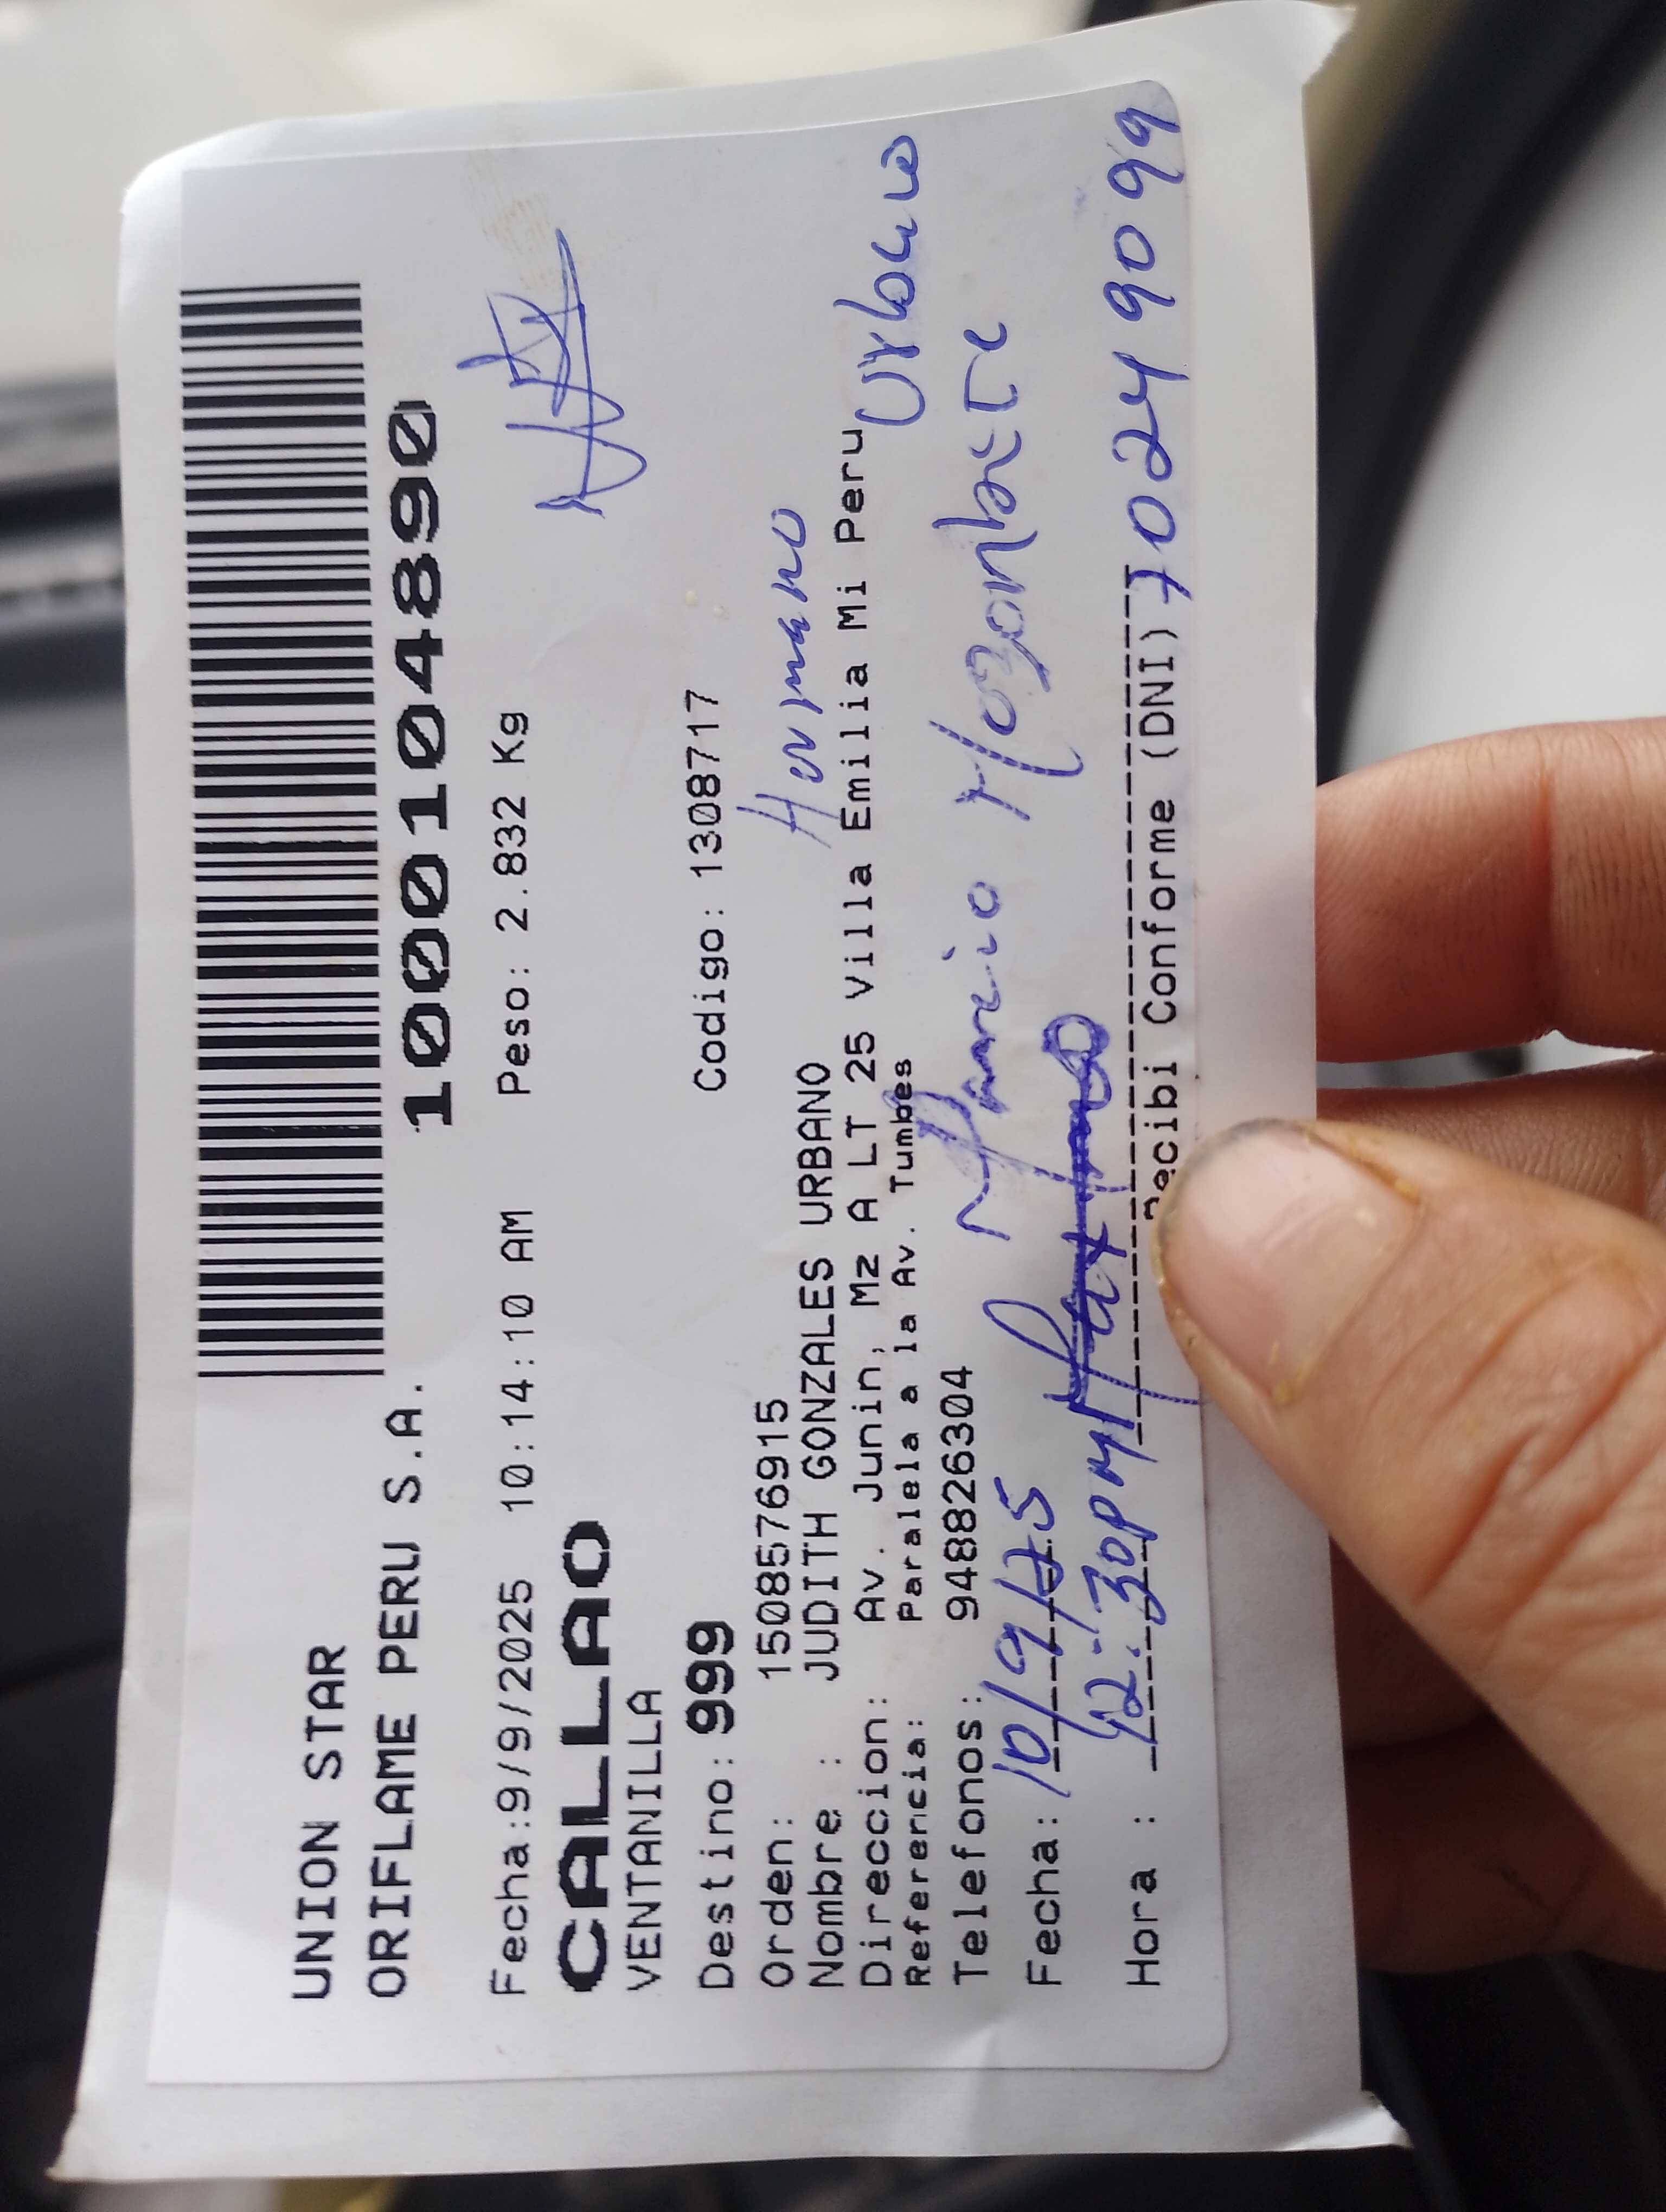 UNION STAR
ORIFLAME PERU S.A.
1000104890
Fecha:9/9/2025 10:14:10 AM Peso: 2.832 Kg
CALLAO
VENTANILLA
Destino: 999 Codigo: 1308717
Orden: 1508576915 Hermano
Nombre : JUDITH GONZALES URBANO
Direccion: Av. Junin, Mz A LT 25 Villa Emilia Mi Peru
Referencia: Paralela a la Av. Tumbes
Urbano
Telefonos: 948826304
Fecha: 10/9/25
Hora : 12:30PM
Recibi Conforme (DNI) 70249099